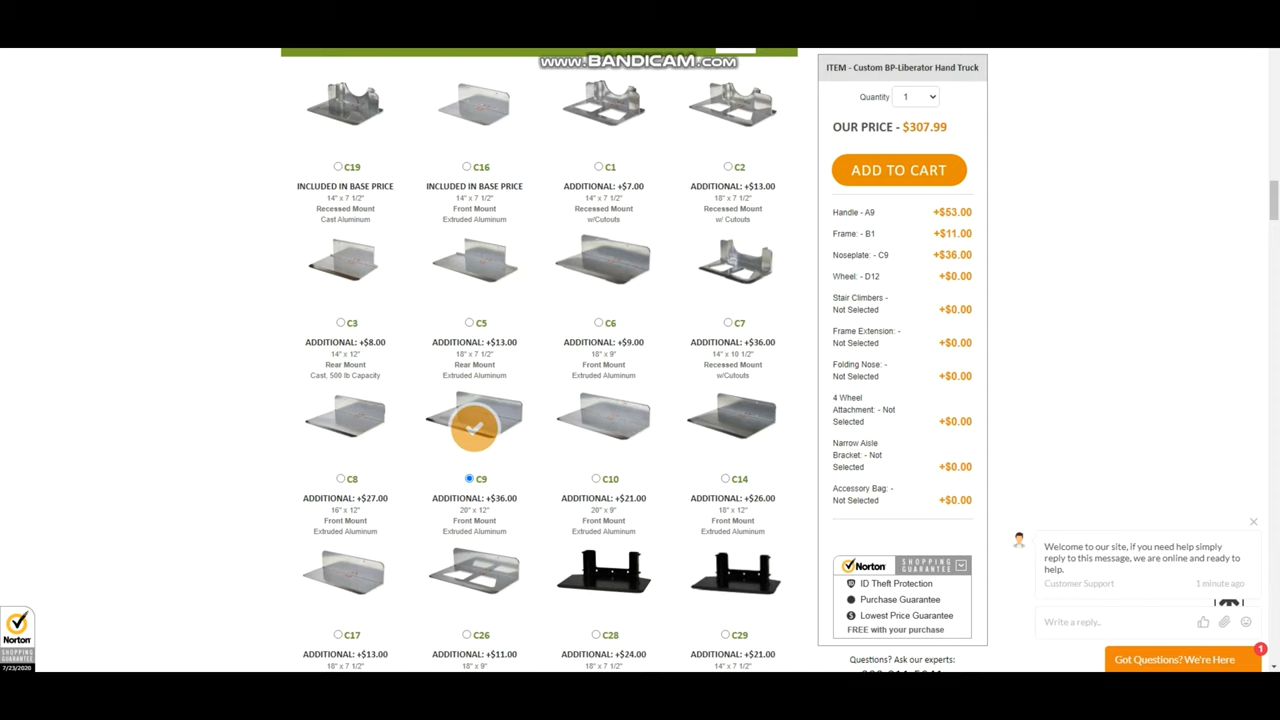 www.BANDICAM.com
C19
INCLUDED IN BASE PRICE
14" x 7 1/2"
Recessed Mount
Cast Aluminum
C16
INCLUDED IN BASE PRICE
14" x 7 1/2"
Front Mount
Extruded Aluminum
C1
ADDITIONAL: +$7.00
14" x 7 1/2"
Recessed Mount
w/Cutouts
C2
ADDITIONAL: +$13.00
18" x 7 1/2"
Recessed Mount
w/ Cutouts
C3
ADDITIONAL: +$8.00
14" x 12"
Rear Mount
Cast, 500 lb Capacity
C5
ADDITIONAL: +$13.00
18" x 7 1/2"
Rear Mount
Extruded Aluminum
C6
ADDITIONAL: +$9.00
18" x 9"
Front Mount
Extruded Aluminum
C7
ADDITIONAL: +$36.00
14" x 10 1/2"
Recessed Mount
w/Cutouts
C8
ADDITIONAL: +$27.00
16" x 12"
Front Mount
Extruded Aluminum
C9
ADDITIONAL: +$36.00
20" x 12"
Front Mount
Extruded Aluminum
C10
ADDITIONAL: +$21.00
20" x 9"
Front Mount
Extruded Aluminum
C14
ADDITIONAL: +$26.00
18" x 12"
Front Mount
Extruded Aluminum
C17
ADDITIONAL: +$13.00
18" x 7 1/2"
C26
ADDITIONAL: +$11.00
18" x 9"
C28
ADDITIONAL: +$24.00
18" x 7 1/2"
C29
ADDITIONAL: +$21.00
14" x 7 1/2"
ITEM - Custom BP-Liberator Hand Truck
Quantity 1
OUR PRICE - $307.99
ADD TO CART
Handle - A9 +$53.00
Frame: - B1 +$11.00
Noseplate: - C9 +$36.00
Wheel: - D12 +$0.00
Stair Climbers -
Not Selected +$0.00
Frame Extension: -
Not Selected +$0.00
Folding Nose: -
Not Selected +$0.00
4 Wheel
Attachment: - Not
Selected +$0.00
Narrow Aisle
Bracket: - Not
Selected +$0.00
Accessory Bag: -
Not Selected +$0.00
Norton SHOPPING
GUARANTEE
ID Theft Protection
Purchase Guarantee
Lowest Price Guarantee
FREE with your purchase
Questions? Ask our experts:
Welcome to our site, if you need help simply
reply to this message, we are online and ready to
help.
Customer Support 1 minute ago
Write a reply..
Got Questions? We're Here
1
Norton
SHOPPING
GUARANTEE
7/23/2020